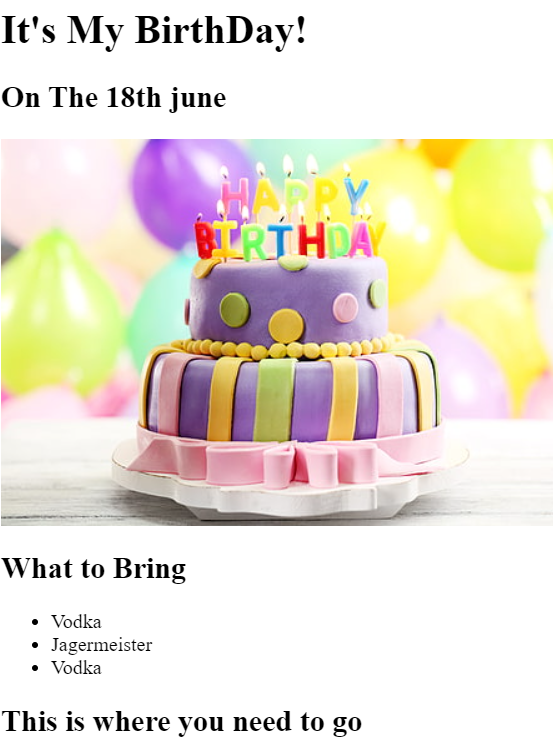 It's My BirthDay!
On The 18th june
HAPPY
BIRTHDAY
What to Bring
Vodka
Jagermeister
Vodka
This is where you need to go